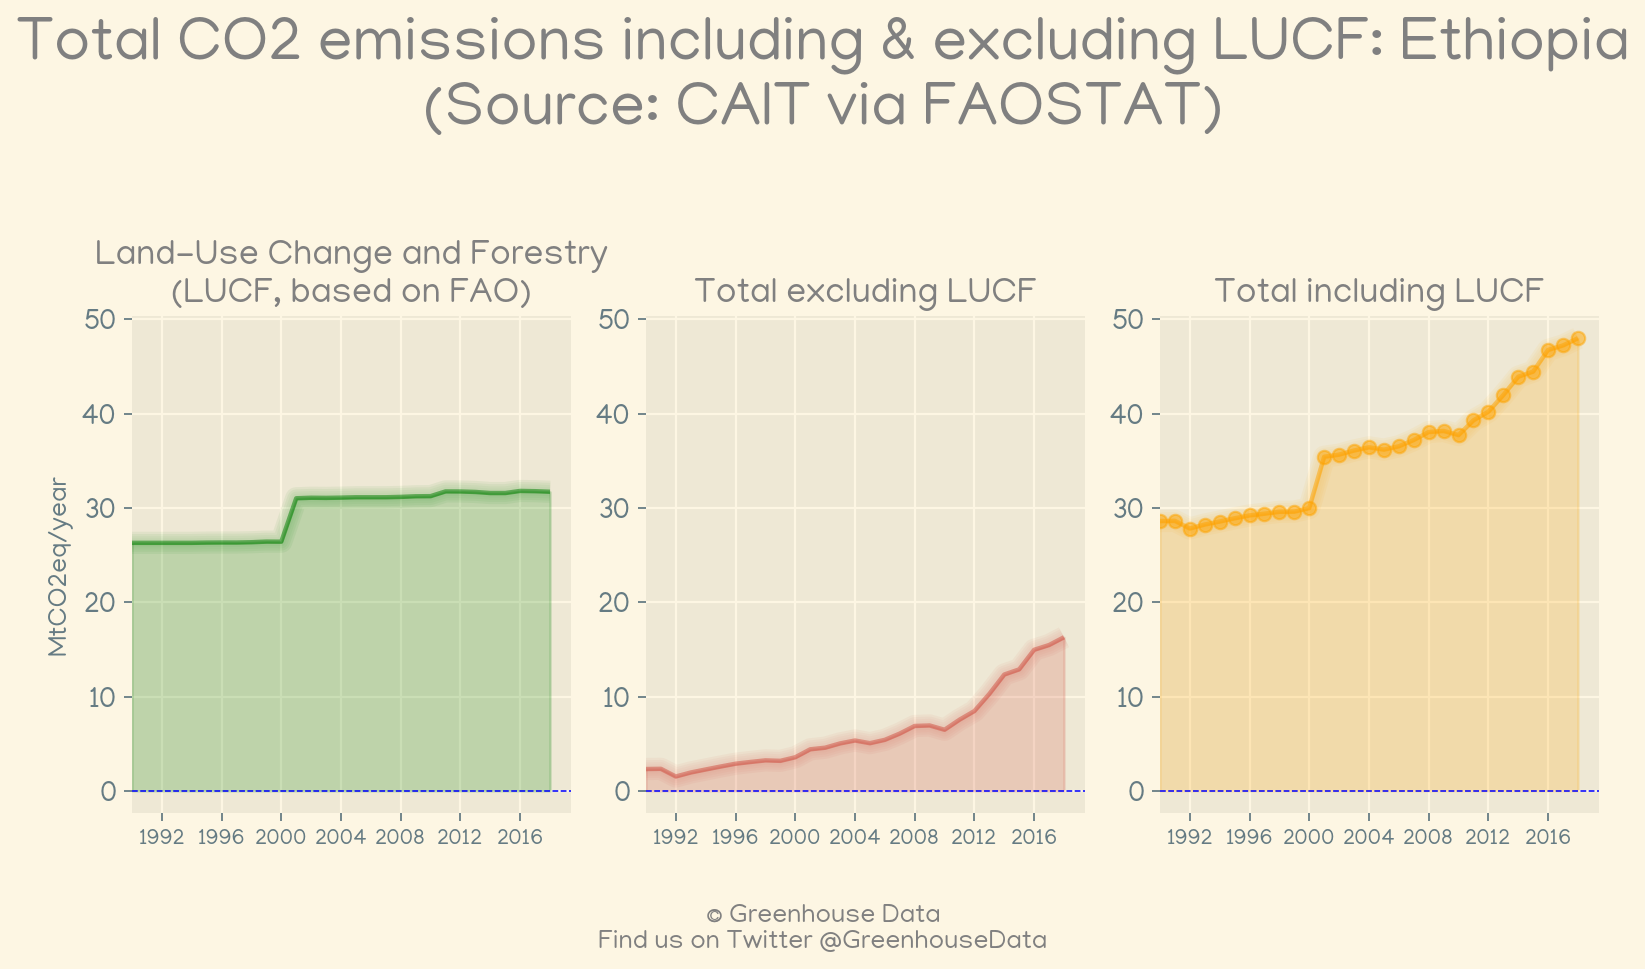 Total CO2 emissions including & excluding LUCF: Ethiopia
(Source: CAIT via FAOSTAT)
Land-Use Change and Forestry
(LUCF, based on FAO)
Total excluding LUCF
Total including LUCF
MtCO2eq/year
50
40
30
20
10
0
1992 1996 2000 2004 2008 2012 2016
50
40
30
20
10
0
1992 1996 2000 2004 2008 2012 2016
50
40
30
20
10
0
1992 1996 2000 2004 2008 2012 2016
© Greenhouse Data
Find us on Twitter @GreenhouseData